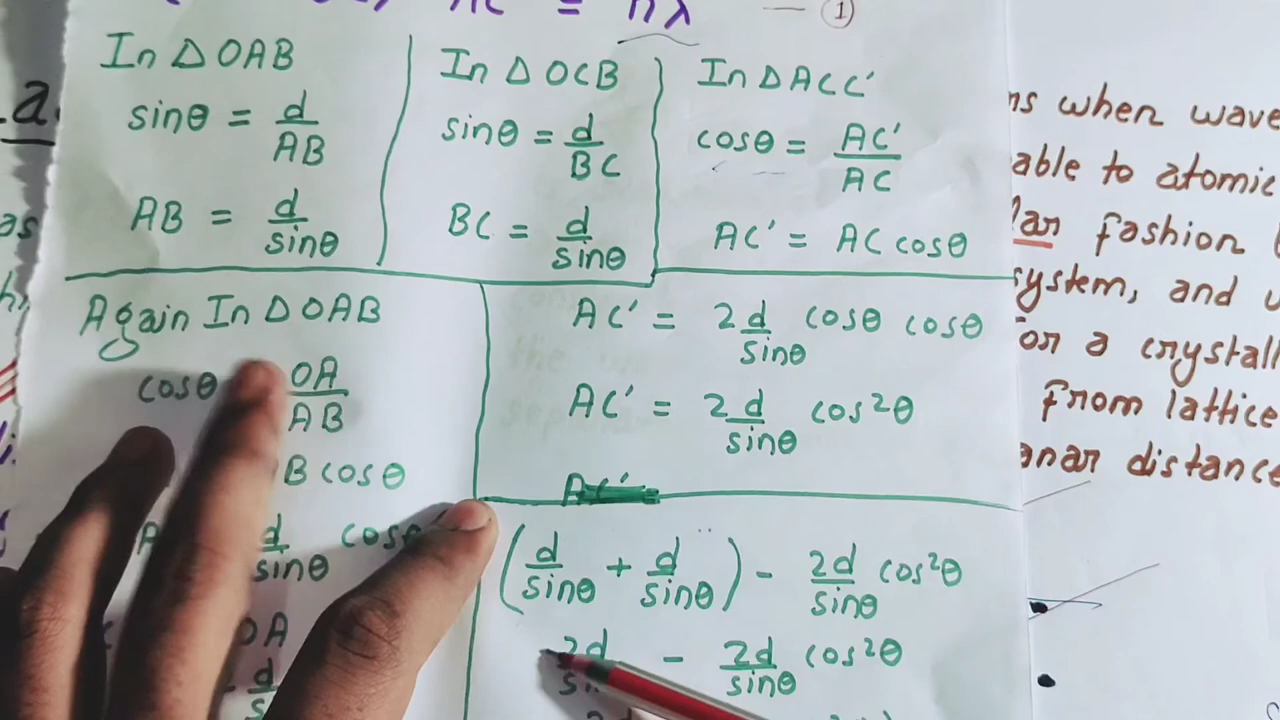 AC' = nλ — ①
In Δ OAB
sinθ = d/AB
AB = d/sinθ
In Δ OCB
sinθ = d/BC
BC = d/sinθ
In Δ ACC'
cosθ = AC'/AC
AC' = AC cosθ
Again In Δ OAB
cosθ OA/AB
B cosθ
d/sinθ cosθ
OA
d
AC' = 2d/sinθ cosθ cosθ
AC' = 2d/sinθ cos²θ
AC'
(d/sinθ + d/sinθ) - 2d/sinθ cos²θ
2d - 2d/sinθ cos²θ
when wave
able to atomic
fashion
system, and
or a crystall
From lattice
anar distance